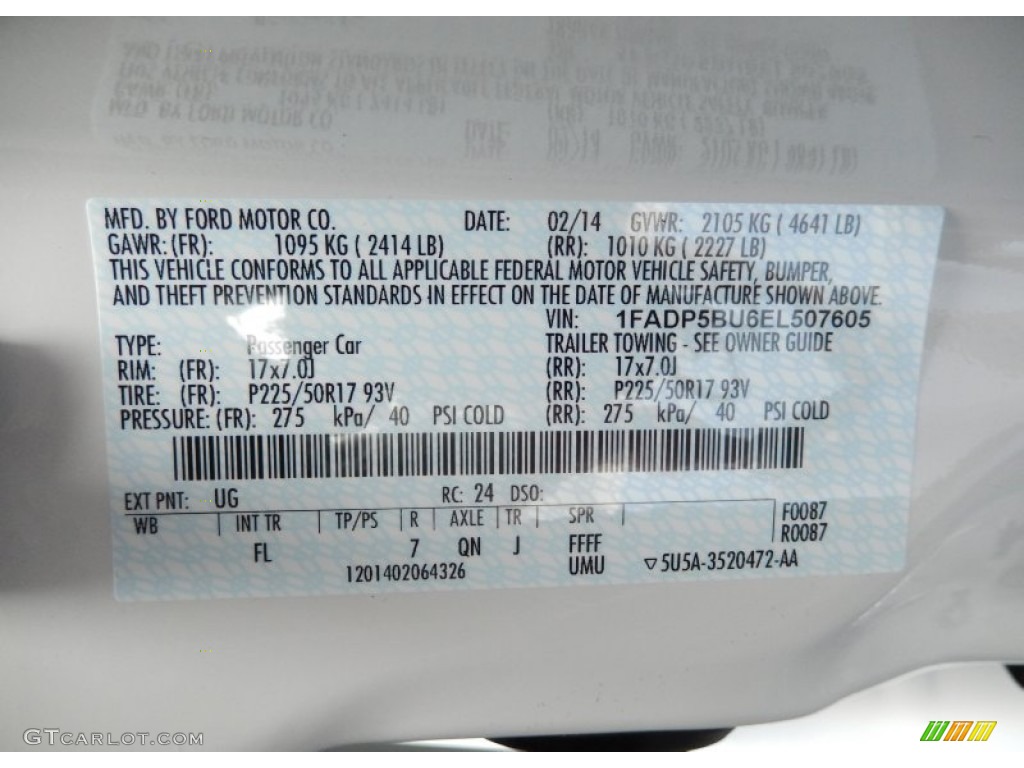 MFD. BY FORD MOTOR CO. DATE: 02/14 GVWR: 2105 KG ( 4641 LB)
GAWR: (FR): 1095 KG ( 2414 LB) (RR): 1010 KG ( 2227 LB)
THIS VEHICLE CONFORMS TO ALL APPLICABLE FEDERAL MOTOR VEHICLE SAFETY, BUMPER,
AND THEFT PREVENTION STANDARDS IN EFFECT ON THE DATE OF MANUFACTURE SHOWN ABOVE.
VIN: 1FADP5BU6EL507605
TYPE: Passenger Car TRAILER TOWING - SEE OWNER GUIDE
RIM: (FR): 17x7.0J (RR): 17x7.0J
TIRE: (FR): P225/50R17 93V (RR): P225/50R17 93V
PRESSURE: (FR): 275 kPa/ 40 PSI COLD (RR): 275 kPa/ 40 PSI COLD
EXT PNT: UG RC: 24 DSO:
WB INT TR TP/PS R AXLE TR SPR F0087
R0087
FL 7 QN J FFFF
1201402064326 UMU ▽5U5A-3520472-AA
GTCARLOT.COM